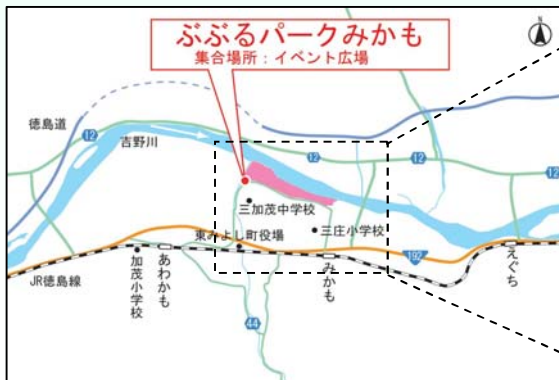 ぶぶるパークみかも
集合場所：イベント広場
N
徳島道
12
吉野川
12
12
12
三加茂中学校
三庄小学校
東みよし町役場
192
JR徳島線
加茂小学校
あわかも
みかも
えぐち
44